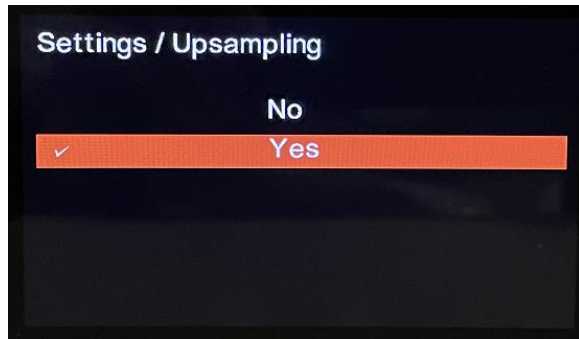 Settings / Upsampling
No
✓ Yes